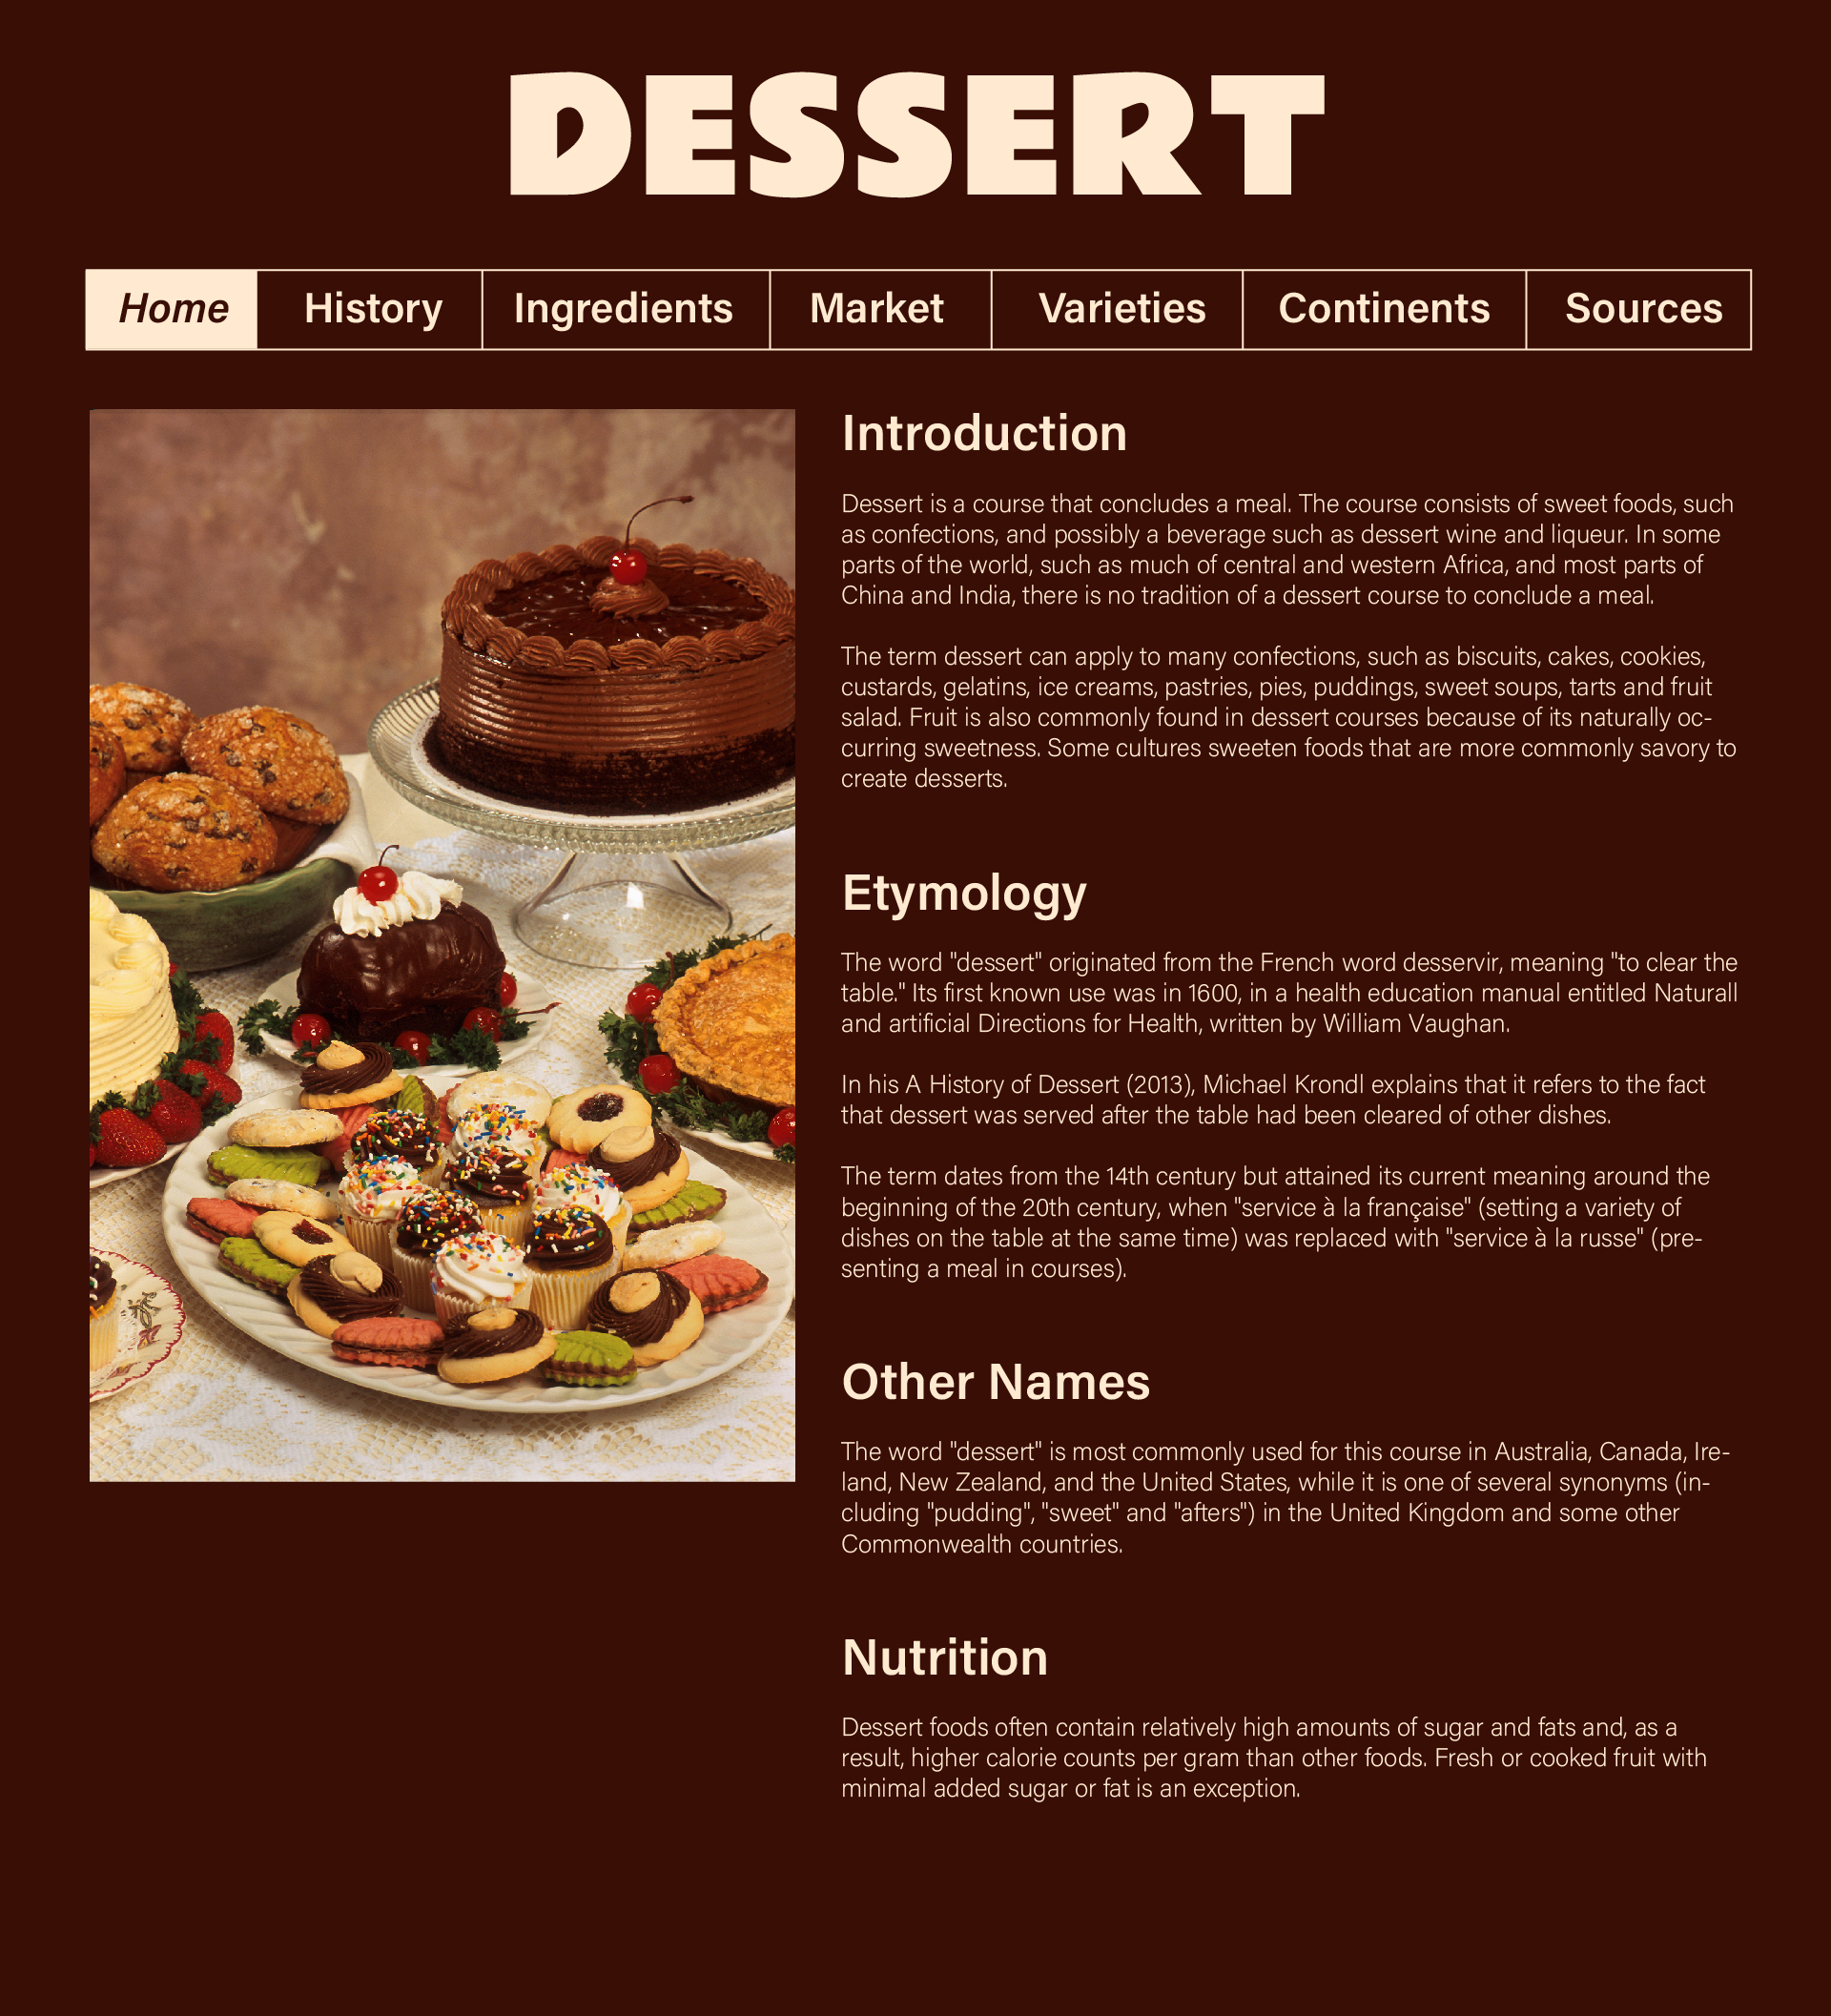 DESSERT
Home History Ingredients Market Varieties Continents Sources
Introduction
Dessert is a course that concludes a meal. The course consists of sweet foods, such
as confections, and possibly a beverage such as dessert wine and liqueur. In some
parts of the world, such as much of central and western Africa, and most parts of
China and India, there is no tradition of a dessert course to conclude a meal.
The term dessert can apply to many confections, such as biscuits, cakes, cookies,
custards, gelatins, ice creams, pastries, pies, puddings, sweet soups, tarts and fruit
salad. Fruit is also commonly found in dessert courses because of its naturally oc-
curring sweetness. Some cultures sweeten foods that are more commonly savory to
create desserts.
Etymology
The word "dessert" originated from the French word desservir, meaning "to clear the
table." Its first known use was in 1600, in a health education manual entitled Naturall
and artificial Directions for Health, written by William Vaughan.
In his A History of Dessert (2013), Michael Krondl explains that it refers to the fact
that dessert was served after the table had been cleared of other dishes.
The term dates from the 14th century but attained its current meaning around the
beginning of the 20th century, when "service à la française" (setting a variety of
dishes on the table at the same time) was replaced with "service à la russe" (pre-
senting a meal in courses).
Other Names
The word "dessert" is most commonly used for this course in Australia, Canada, Ire-
land, New Zealand, and the United States, while it is one of several synonyms (in-
cluding "pudding", "sweet" and "afters") in the United Kingdom and some other
Commonwealth countries.
Nutrition
Dessert foods often contain relatively high amounts of sugar and fats and, as a
result, higher calorie counts per gram than other foods. Fresh or cooked fruit with
minimal added sugar or fat is an exception.